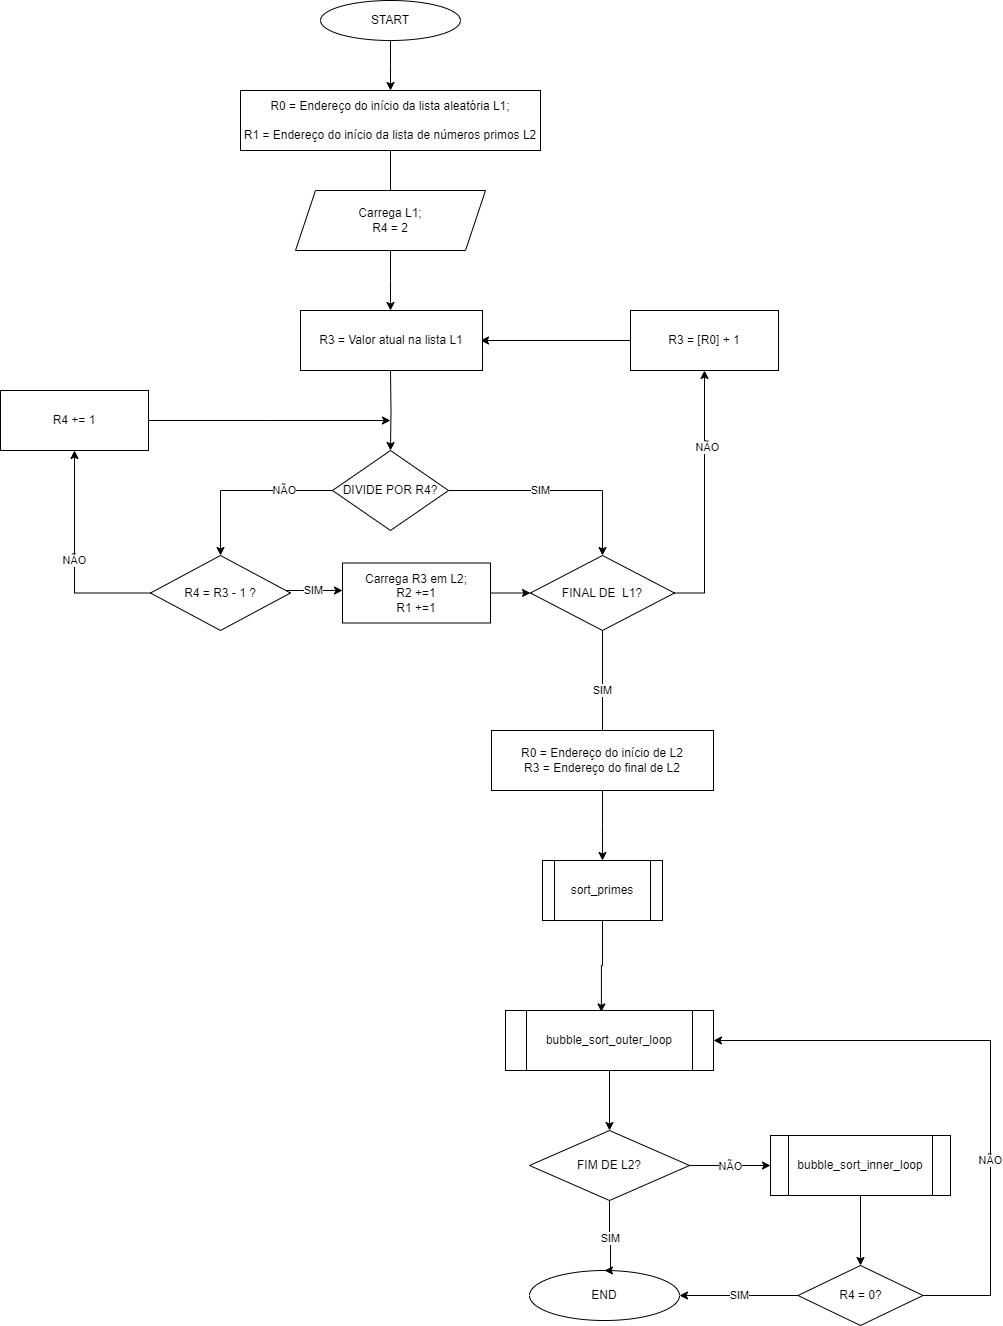 START
R0 = Endereço do início da lista aleatória L1;
R1 = Endereço do início da lista de números primos L2
Carrega L1;
R4 = 2
R3 = Valor atual na lista L1
R3 = [R0] + 1
R4 += 1
NÃO
DIVIDE POR R4?
NÃO
SIM
NÃO
R4 = R3 - 1 ?
SIM
Carrega R3 em L2;
R2 +=1
R1 +=1
FINAL DE  L1?
SIM
R0 = Endereço do início de L2
R3 = Endereço do final de L2
sort_primes
bubble_sort_outer_loop
FIM DE L2?
NÃO
bubble_sort_inner_loop
NÃO
SIM
END
SIM
R4 = 0?